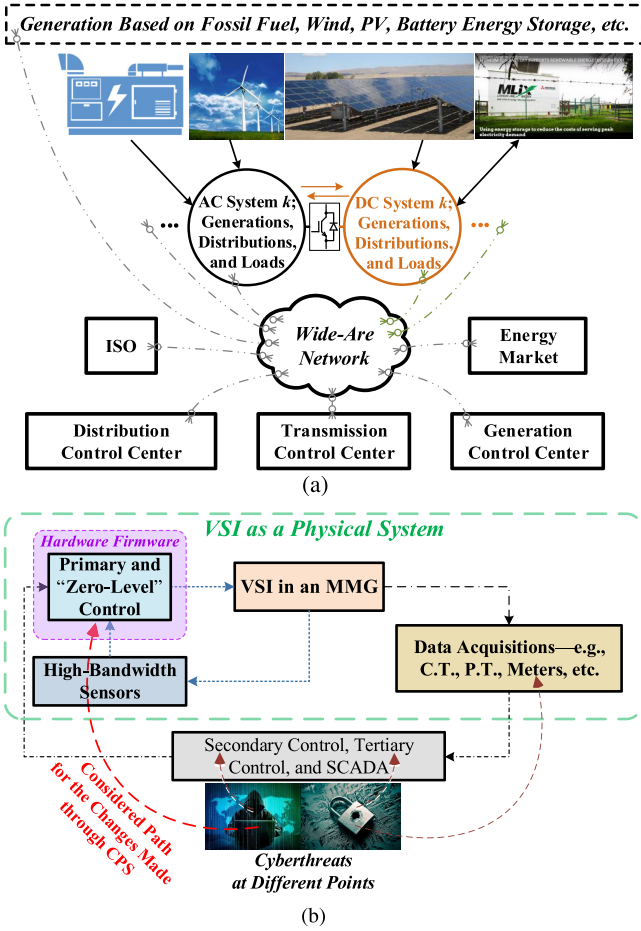 Generation Based on Fossil Fuel, Wind, PV, Battery Energy Storage, etc.
MLiX
Using energy storage to reduce the costs of serving peak
electricity demand
AC System k;
Generations,
Distributions,
and Loads
DC System k;
Generations,
Distributions,
and Loads
ISO
Wide-Are
Network
Energy
Market
Distribution
Control Center
Transmission
Control Center
Generation
Control Center
(a)
VSI as a Physical System
Hardware Firmware
Primary and
“Zero-Level”
Control
VSI in an MMG
High-Bandwidth
Sensors
Data Acquisitions—e.g.,
C.T., P.T., Meters, etc.
Secondary Control, Tertiary
Control, and SCADA
Considered Path
for the Changes Made
through CPS
Cyberthreats
at Different Points
(b)